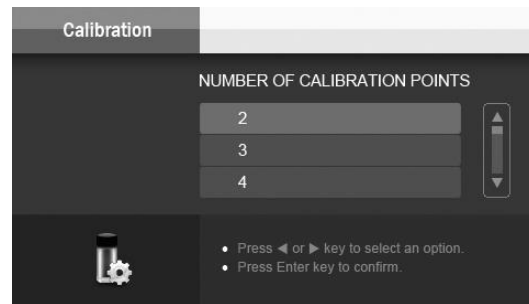 Calibration
NUMBER OF CALIBRATION POINTS
2
3
4
• Press ◄ or ► key to select an option.
• Press Enter key to confirm.